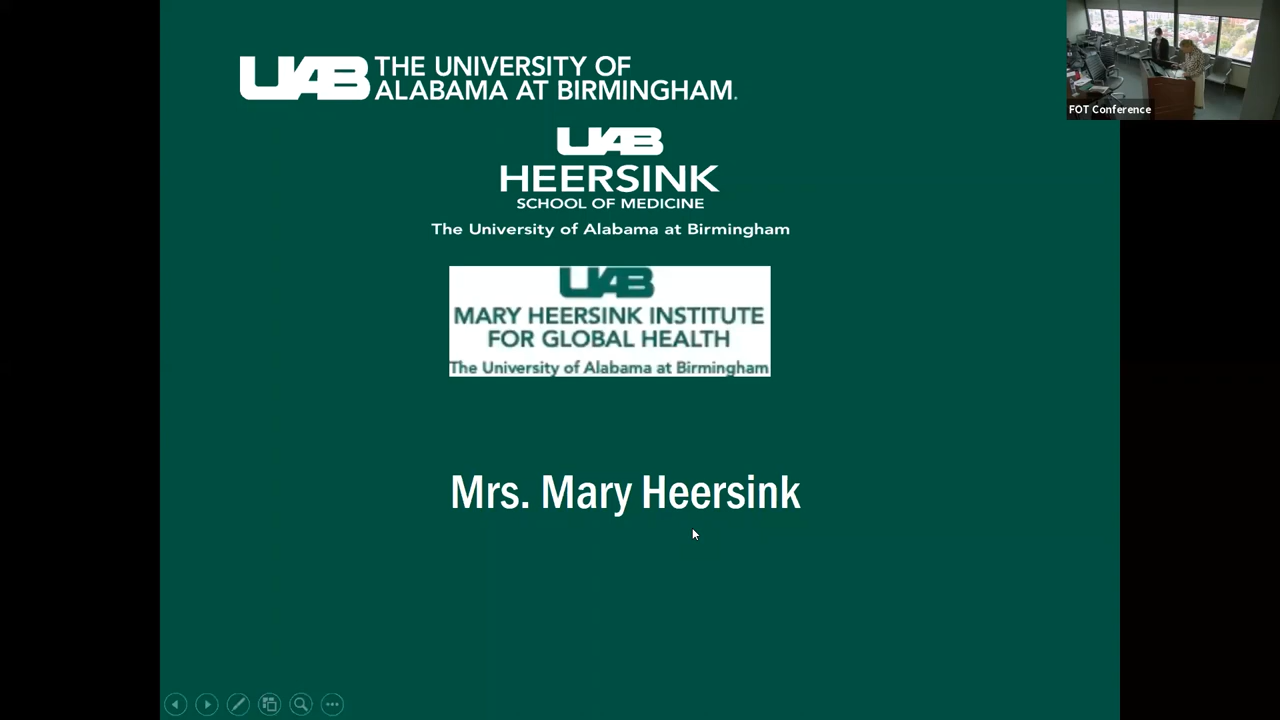 UAB THE UNIVERSITY OF
ALABAMA AT BIRMINGHAM.
UAB
HEERSINK
SCHOOL OF MEDICINE
The University of Alabama at Birmingham
UAB
MARY HEERSINK INSTITUTE
FOR GLOBAL HEALTH
The University of Alabama at Birmingham
Mrs. Mary Heersink
FOT Conference